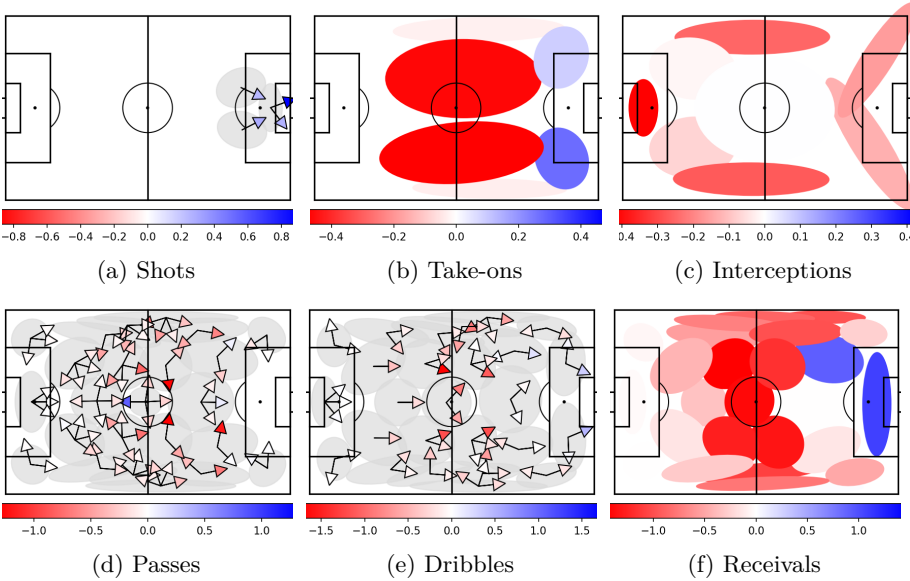 −0.8 −0.6 −0.4 −0.2 0.0 0.2 0.4 0.6 0.8
−0.4 −0.2 0.0 0.2 0.4
0.4 −0.3 −0.2 −0.1 0.0 0.1 0.2 0.3 0.4
(a) Shots
(b) Take-ons
(c) Interceptions
−1.0 −0.5 0.0 0.5 1.0
−1.5 −1.0 −0.5 0.0 0.5 1.0 1.5
−1.0 −0.5 0.0 0.5 1.0
(d) Passes
(e) Dribbles
(f) Receivals